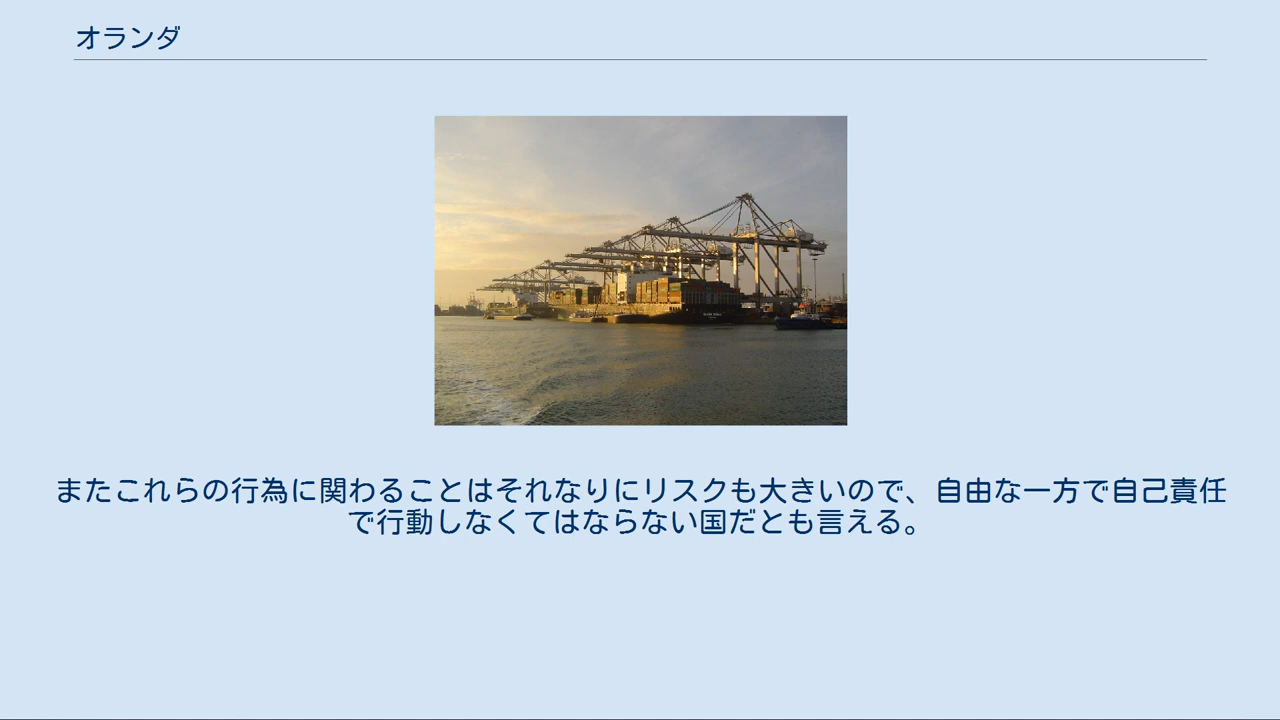 オランダ
またこれらの行為に関わることはそれなりにリスクも大きいので、自由な一方で自己責任
で行動しなくてはならない国だとも言える。